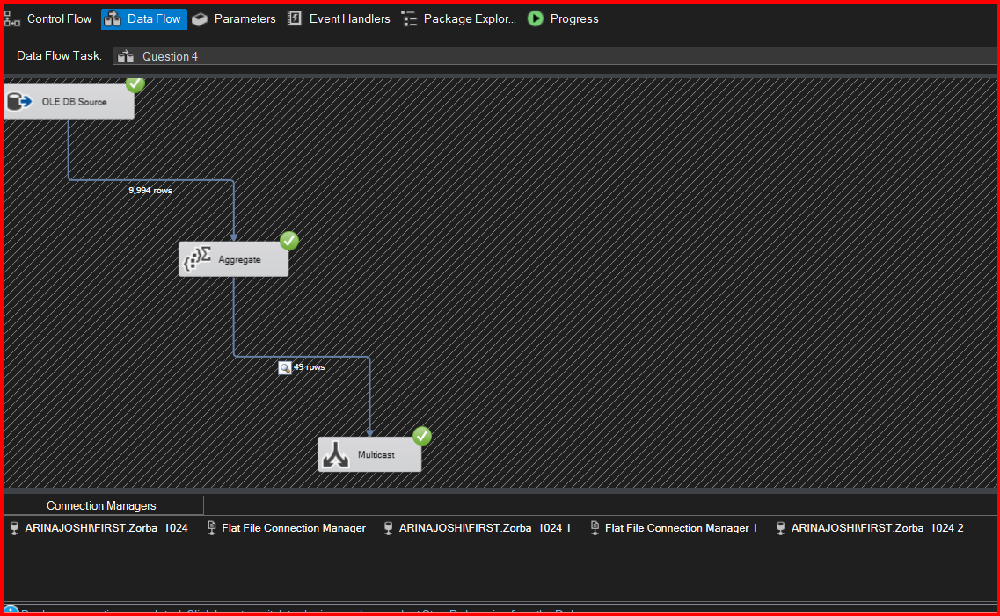 Control Flow Data Flow Parameters Event Handlers Package Explor... Progress
Data Flow Task: Question 4
OLE DB Source
9,994 rows
Aggregate
49 rows
Multicast
Connection Managers
ARINAJOSHI\FIRST.Zorba_1024 Flat File Connection Manager ARINAJOSHI\FIRST.Zorba_1024 1 Flat File Connection Manager 1 ARINAJOSHI\FIRST.Zorba_1024 2